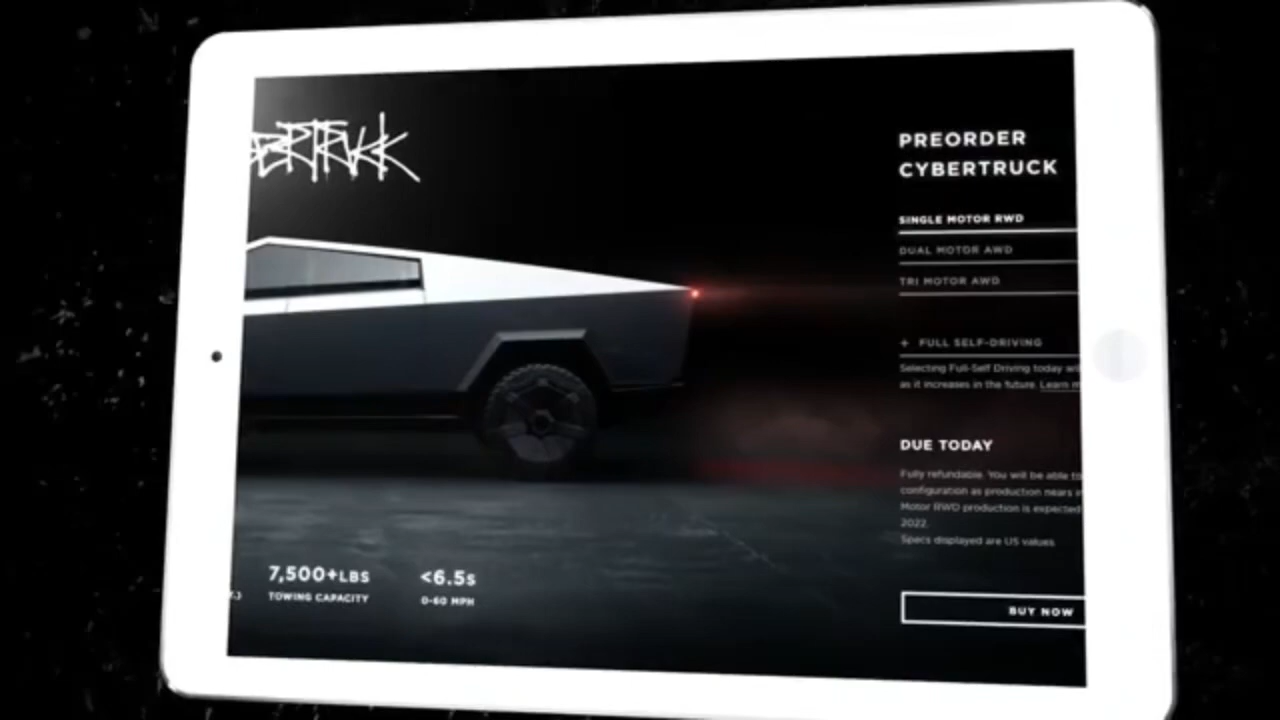 PREORDER
CYBERTRUCK
SINGLE MOTOR RWD
DUAL MOTOR AWD
TRI MOTOR AWD
+ FULL SELF-DRIVING
Selecting Full-Self Driving today
as it increases in the future. Learn
DUE TODAY
Fully refundable. You will be able to
configuration as production nears
Motor RWD production is expected
2022.
Specs displayed are US values
7,500+LBS
<6.5s
TOWING CAPACITY
0-60 MPH
BUY NOW